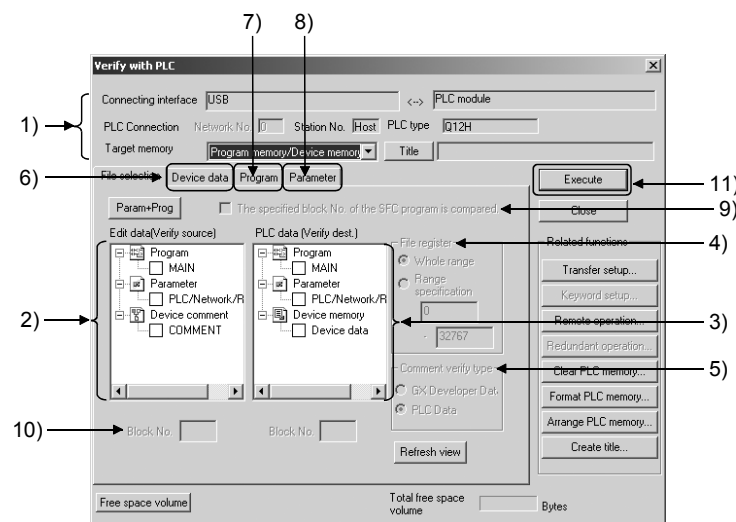 7) 8)
Verify with PLC
1)
Connecting interface USB <--> PLC module
PLC Connection Network No. 0 Station No. Host PLC type Q12H
Target memory Program memory/Device memory Title
6) File selection Device data Program Parameter Execute 11)
Param+Prog The specified block No. of the SFC program is compared 9) Close
Edit data(Verify source) PLC data (Verify dest.) File register 4) Related functions
Program Program Whole range
MAIN MAIN Transfer setup...
Parameter Parameter Range specification
PLC/Network/R PLC/Network/R 0 Keyword setup...
2) Device comment Device memory 3) Remote operation...
COMMENT Device data - 32767 Redundant operation...
Comment verify type 5) Clear PLC memory...
GX Developer Dat Format PLC memory...
PLC Data
10) Block No. Block No. Arrange PLC memory...
Refresh view Create title...
Free space volume Total free space volume Bytes